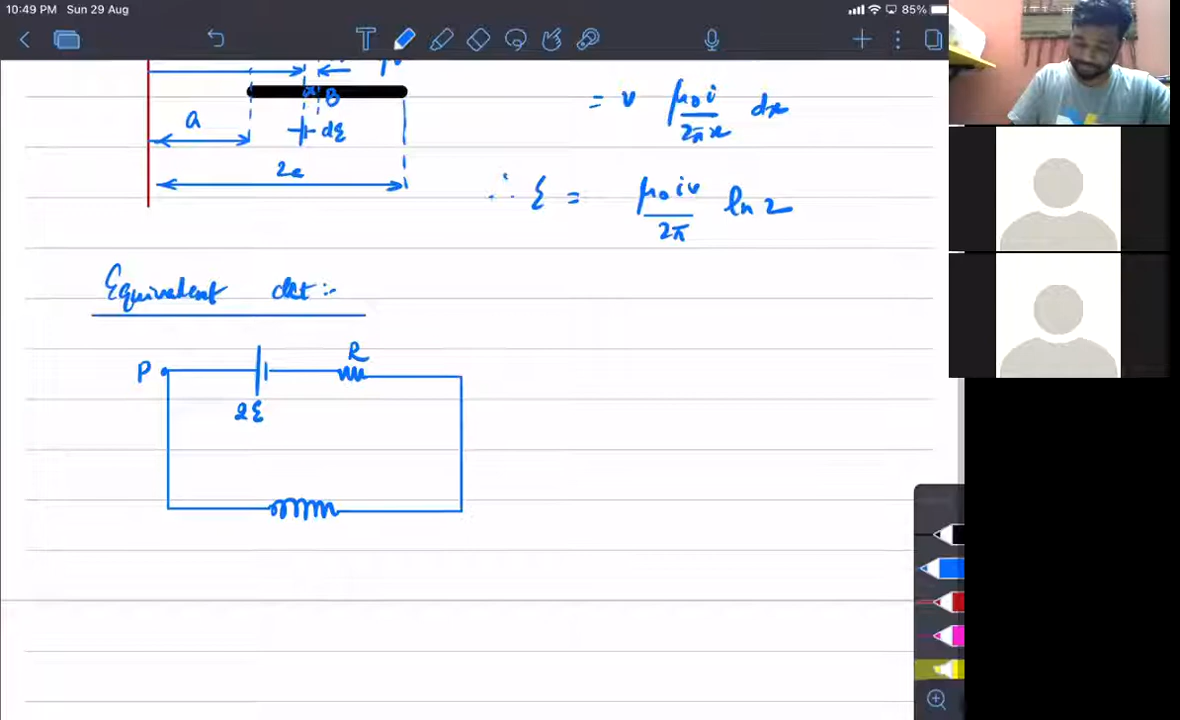 10:49 PM Sun 29 Aug
85%
T
x B
a
dε
2a
= v μ₀i/2πx dx
∴ ε = μ₀iv/2π ln 2
Equivalent ckt :-
P
R
2ε